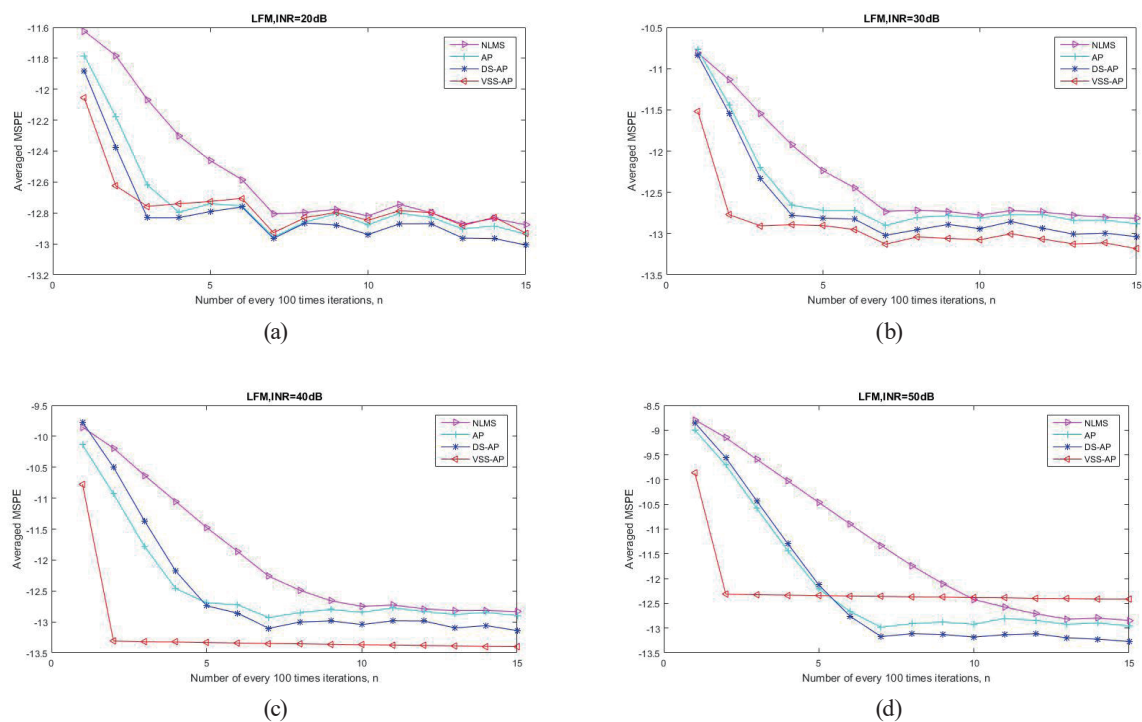 LFM,INR=20dB
-11.6
-11.8
-12
-12.2
-12.4
-12.6
-12.8
-13
-13.2
Averaged MSPE
NLMS
AP
DS-AP
VSS-AP
0 5 10 15
Number of every 100 times iterations, n
(a)
LFM,INR=30dB
-10.5
-11
-11.5
-12
-12.5
-13
-13.5
Averaged MSPE
NLMS
AP
DS-AP
VSS-AP
0 5 10 15
Number of every 100 times iterations, n
(b)
LFM,INR=40dB
-9.5
-10
-10.5
-11
-11.5
-12
-12.5
-13
-13.5
Averaged MSPE
NLMS
AP
DS-AP
VSS-AP
0 5 10 15
Number of every 100 times iterations, n
(c)
LFM,INR=50dB
-8.5
-9
-9.5
-10
-10.5
-11
-11.5
-12
-12.5
-13
-13.5
Averaged MSPE
NLMS
AP
DS-AP
VSS-AP
0 5 10 15
Number of every 100 times iterations, n
(d)